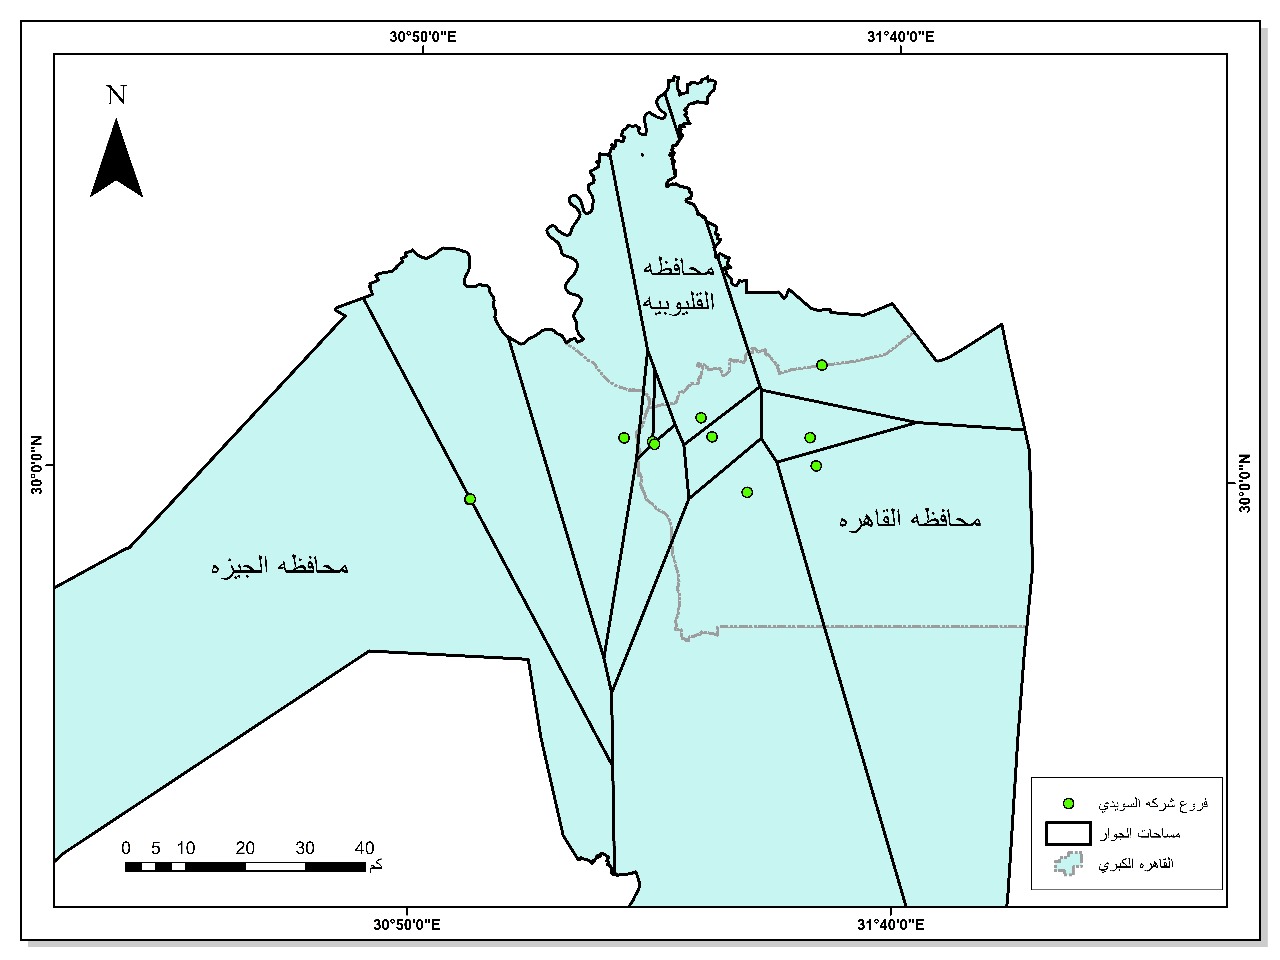 30°50'0"E
31°40'0"E
N
محافظه
القليوبيه
30°0'0"N
30°0'0"N
محافظه القاهره
محافظه الجيزه
فروع شركه السويدي
مساحات الجوار
القاهره الكبري
0 5 10 20 30 40
كم
30°50'0"E
31°40'0"E